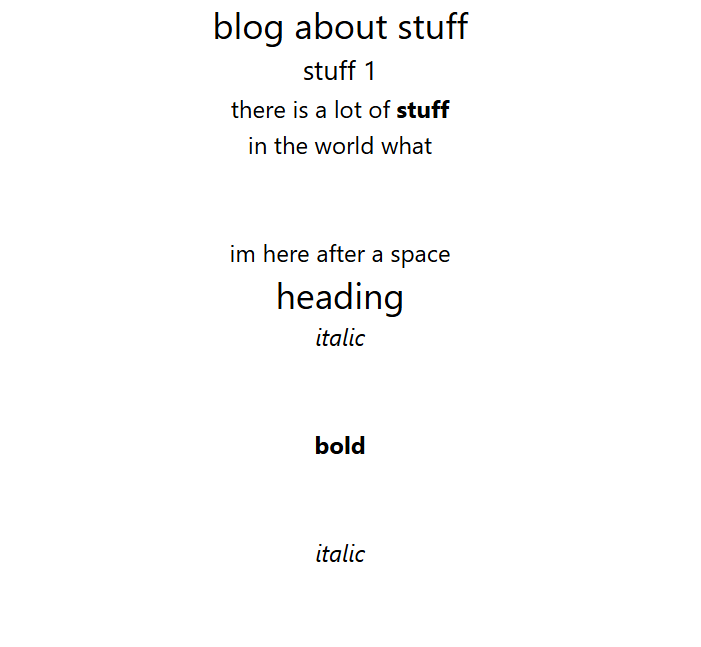 blog about stuff
stuff 1
there is a lot of stuff
in the world what
im here after a space
heading
italic
bold
italic